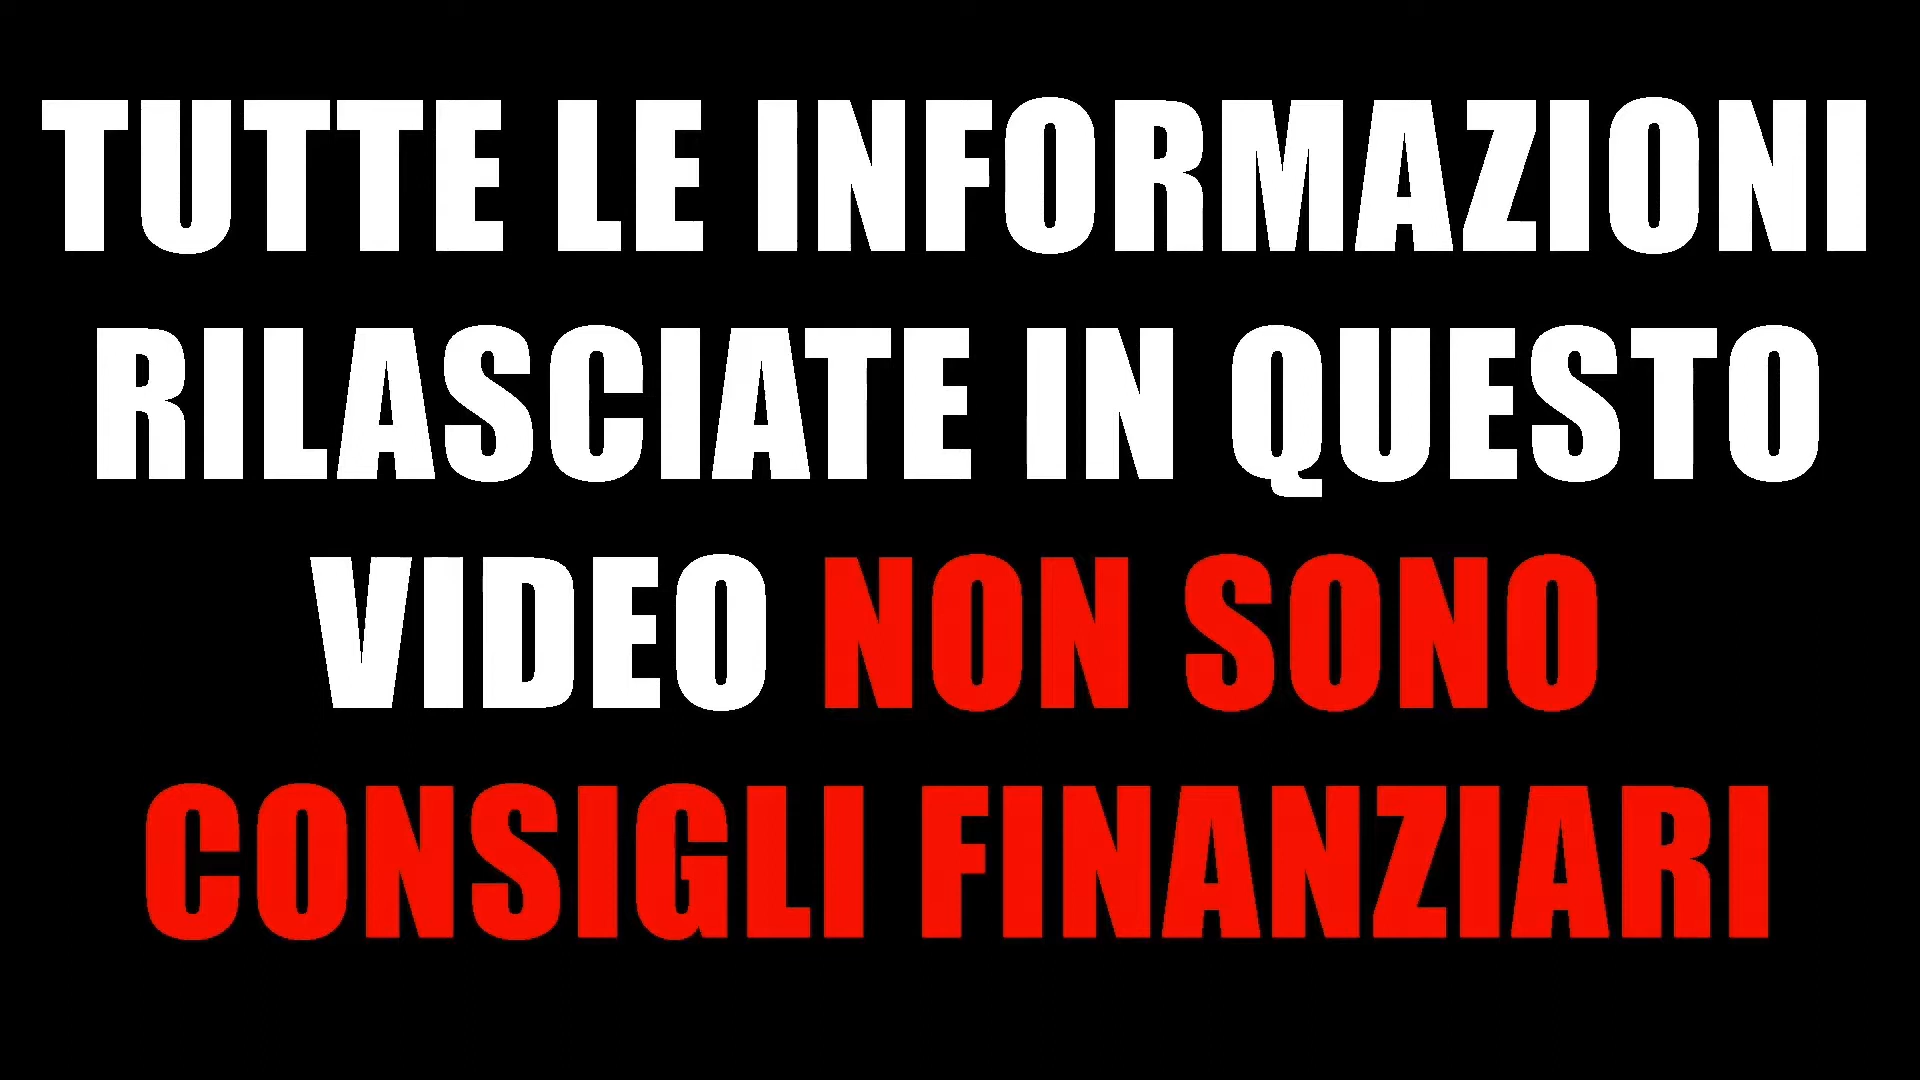 TUTTE LE INFORMAZIONI
RILASCIATE IN QUESTO
VIDEO NON SONO
CONSIGLI FINANZIARI